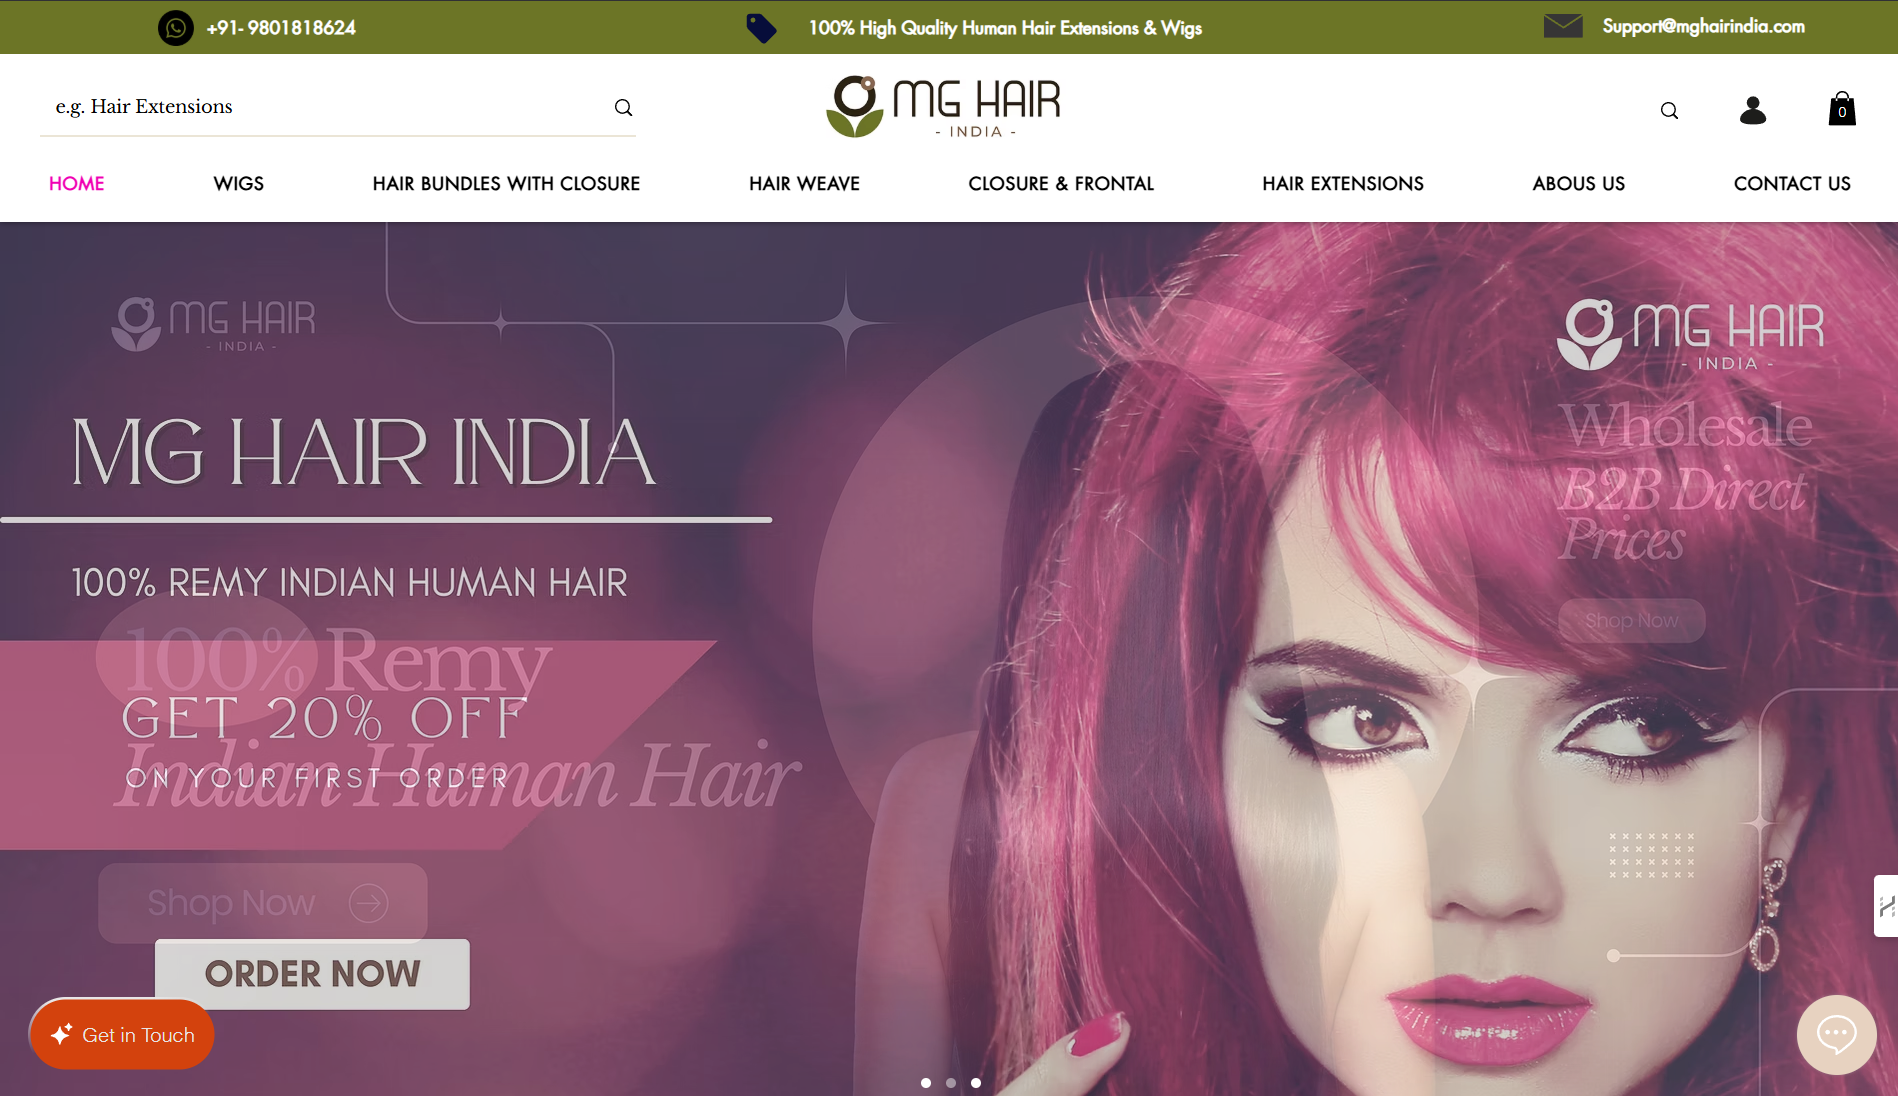 +91- 9801818624
100% High Quality Human Hair Extensions & Wigs
Support@mghairindia.com
e.g. Hair Extensions
MG HAIR
- INDIA -
0
HOME
WIGS
HAIR BUNDLES WITH CLOSURE
HAIR WEAVE
CLOSURE & FRONTAL
HAIR EXTENSIONS
ABOUS US
CONTACT US
MG HAIR
- INDIA -
MG HAIR
- INDIA -
MG HAIR INDIA
100% REMY INDIAN HUMAN HAIR
100% Remy
GET 20% OFF
Indian Human Hair
ON YOUR FIRST ORDER
Shop Now
ORDER NOW
Wholesale
B2B Direct
Prices
Shop Now
Get in Touch